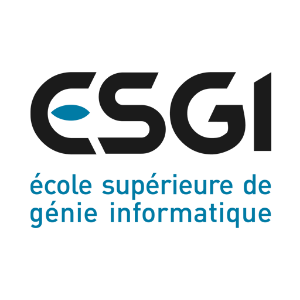 ESGI
école supérieure de
génie informatique